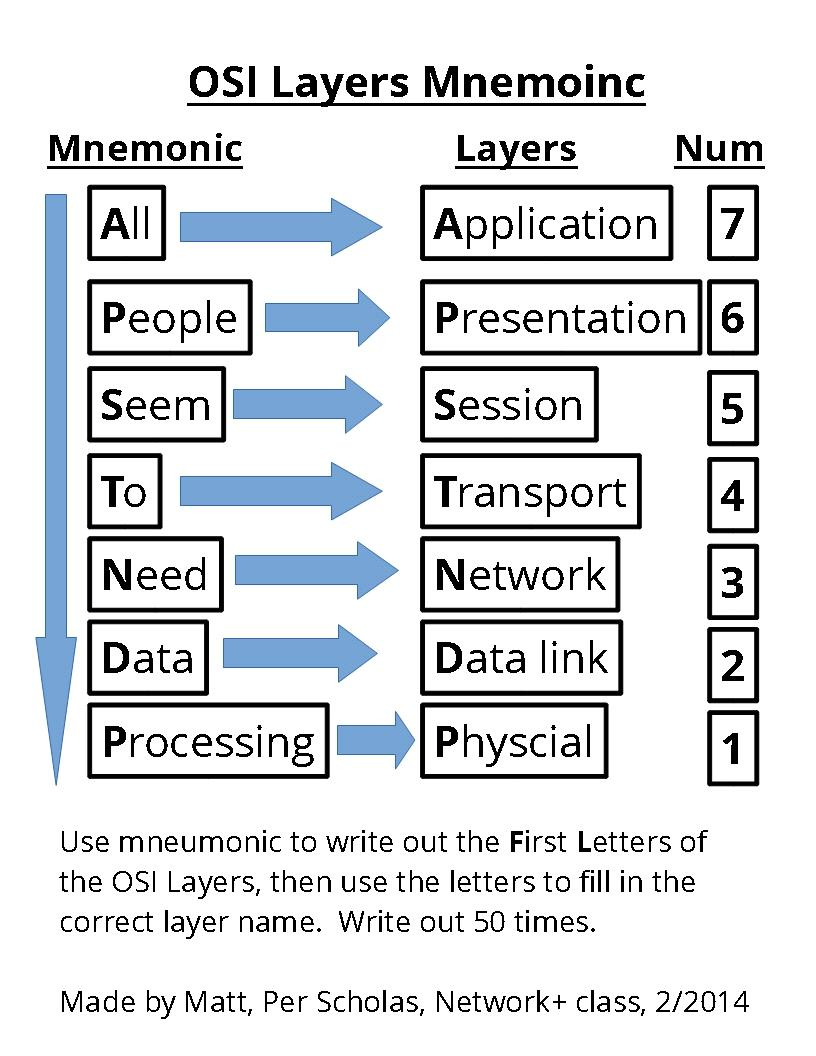 OSI Layers Mnemoinc
Mnemonic Layers Num
All Application 7
People Presentation 6
Seem Session 5
To Transport 4
Need Network 3
Data Data link 2
Processing Physcial 1
Use mneumonic to write out the First Letters of
the OSI Layers, then use the letters to fill in the
correct layer name.  Write out 50 times.
Made by Matt, Per Scholas, Network+ class, 2/2014